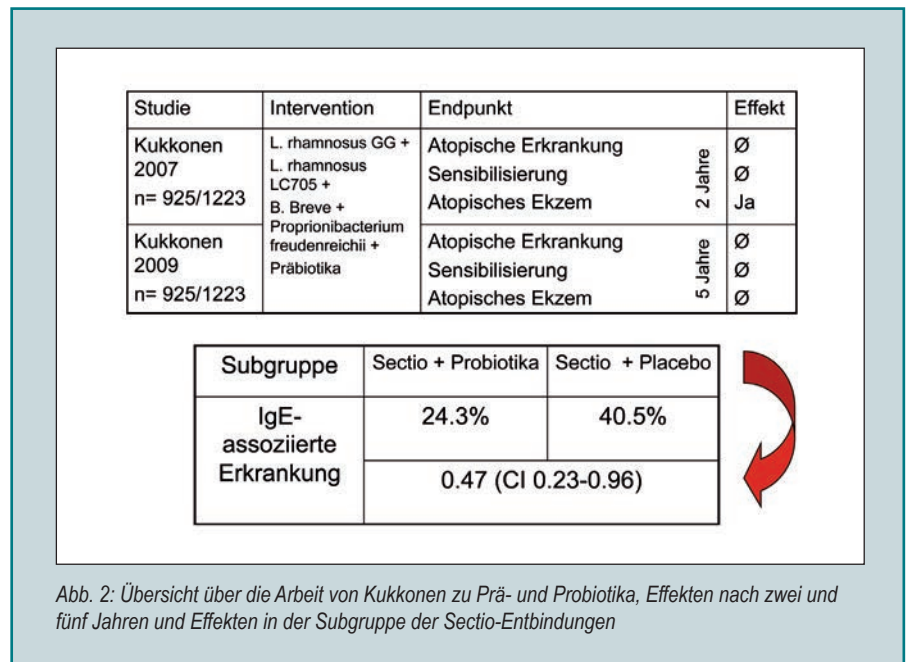 Studie Intervention Endpunkt Effekt
Kukkonen
2007
n= 925/1223
L. rhamnosus GG +
L. rhamnosus
LC705 +
B. Breve +
Proprionibacterium
freudenreichii +
Präbiotika
Atopische Erkrankung Ø
Sensibilisierung Ø
Atopisches Ekzem Ja
2 Jahre
Kukkonen
2009
n= 925/1223
Atopische Erkrankung Ø
Sensibilisierung Ø
Atopisches Ekzem Ø
5 Jahre
Subgruppe Sectio + Probiotika Sectio + Placebo
IgE-
assoziierte
Erkrankung
24.3% 40.5%
0.47 (CI 0.23-0.96)
Abb. 2: Übersicht über die Arbeit von Kukkonen zu Prä- und Probiotika, Effekten nach zwei und
fünf Jahren und Effekten in der Subgruppe der Sectio-Entbindungen